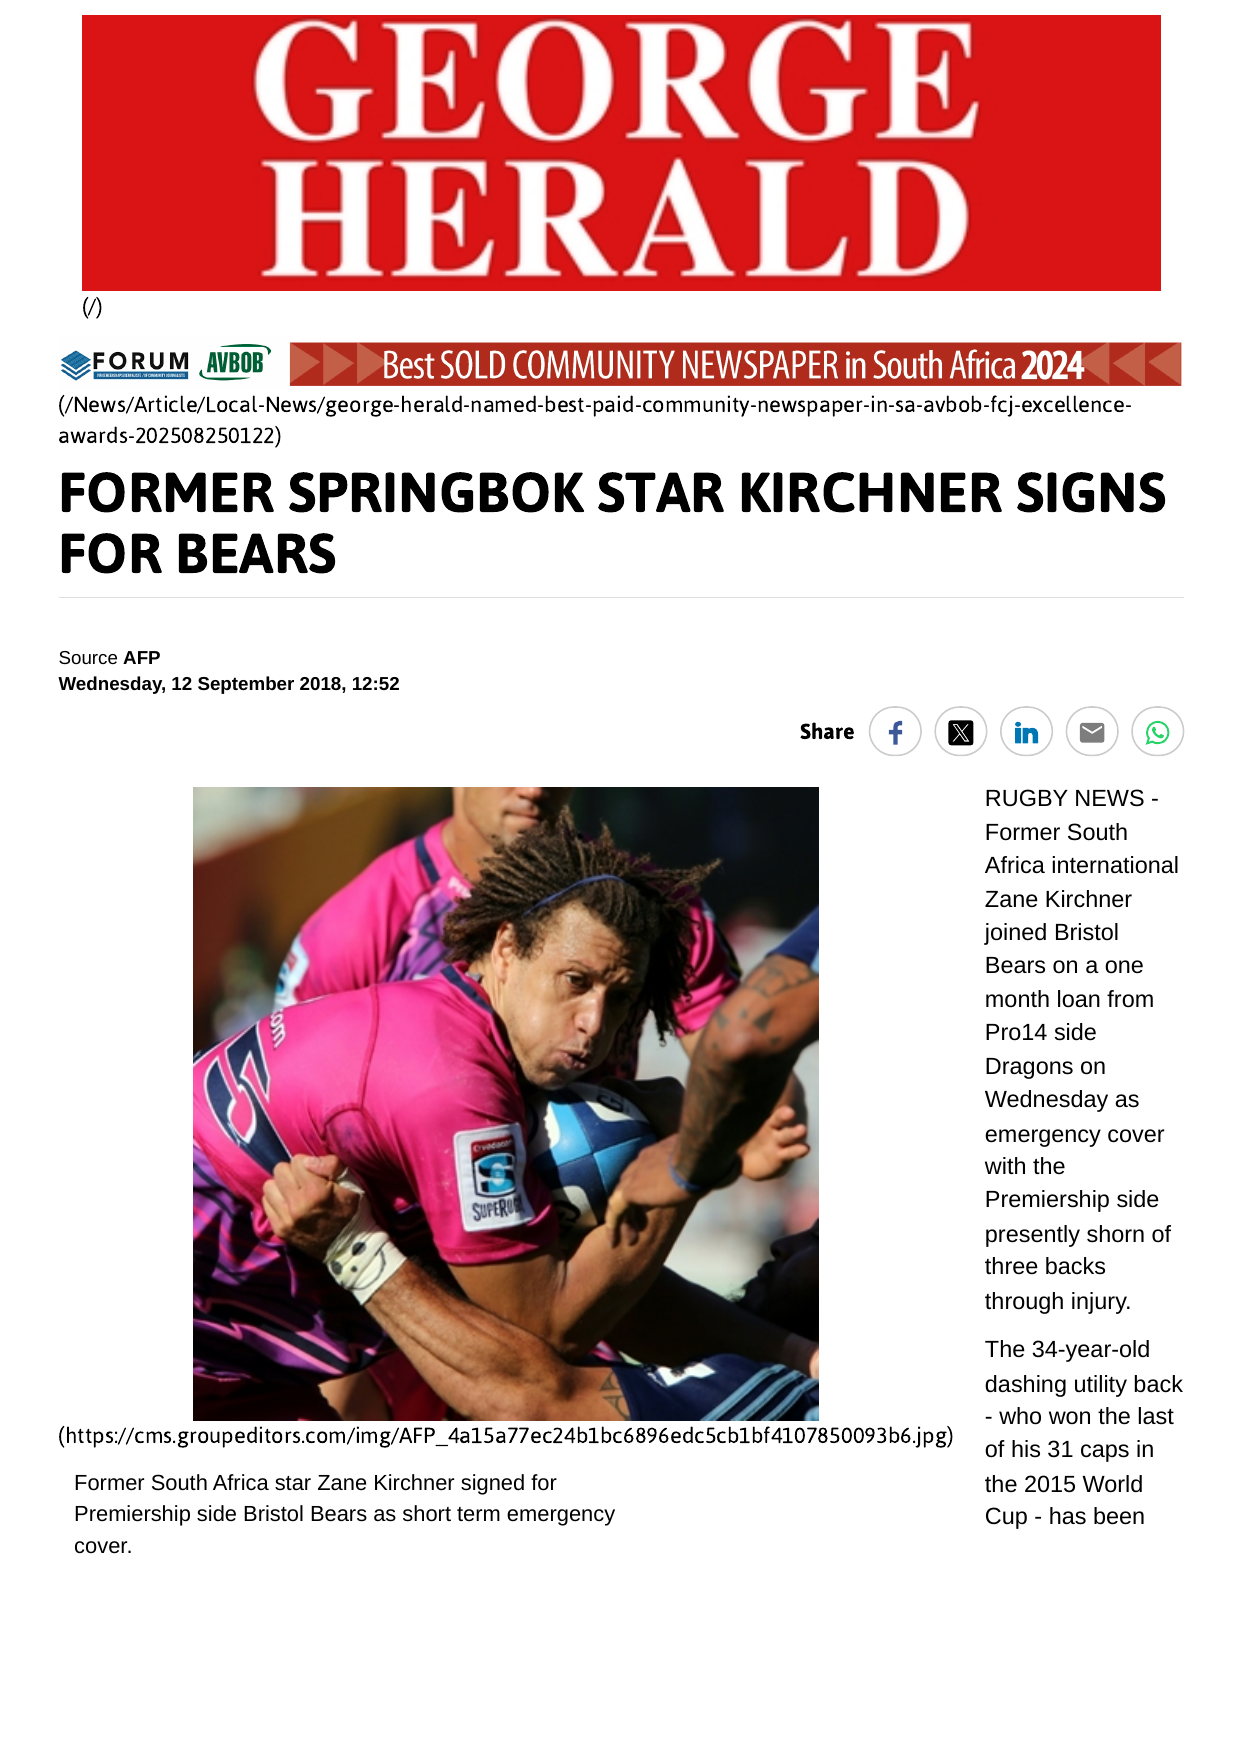 GEORGE
HERALD
(/)
FORUM AVBOB Best SOLD COMMUNITY NEWSPAPER in South Africa 2024
(/News/Article/Local-News/george-herald-named-best-paid-community-newspaper-in-sa-avbob-fcj-excellence-
awards-202508250122)
FORMER SPRINGBOK STAR KIRCHNER SIGNS
FOR BEARS
Source AFP
Wednesday, 12 September 2018, 12:52
Share
RUGBY NEWS -
Former South
Africa international
Zane Kirchner
joined Bristol
Bears on a one
month loan from
Pro14 side
Dragons on
Wednesday as
emergency cover
with the
Premiership side
presently shorn of
three backs
through injury.
The 34-year-old
dashing utility back
- who won the last
of his 31 caps in
the 2015 World
Cup - has been
vodacom
SUPERRUGBY
(https://cms.groupeditors.com/img/AFP_4a15a77ec24b1bc6896edc5cb1bf4107850093b6.jpg)
Former South Africa star Zane Kirchner signed for
Premiership side Bristol Bears as short term emergency
cover.